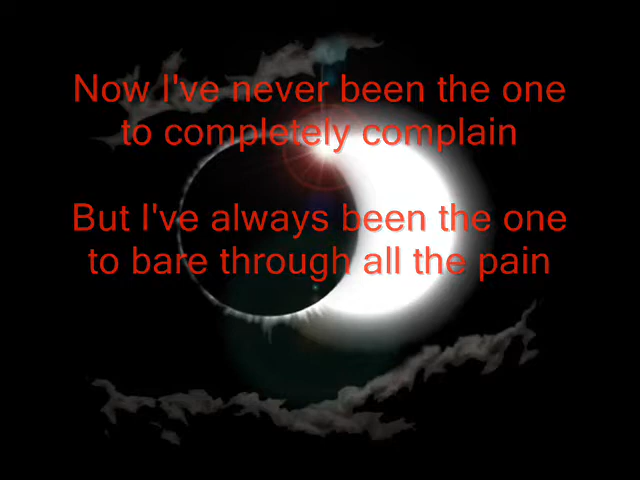 Now I've never been the one
to completely complain
But I've always been the one
to bare through all the pain